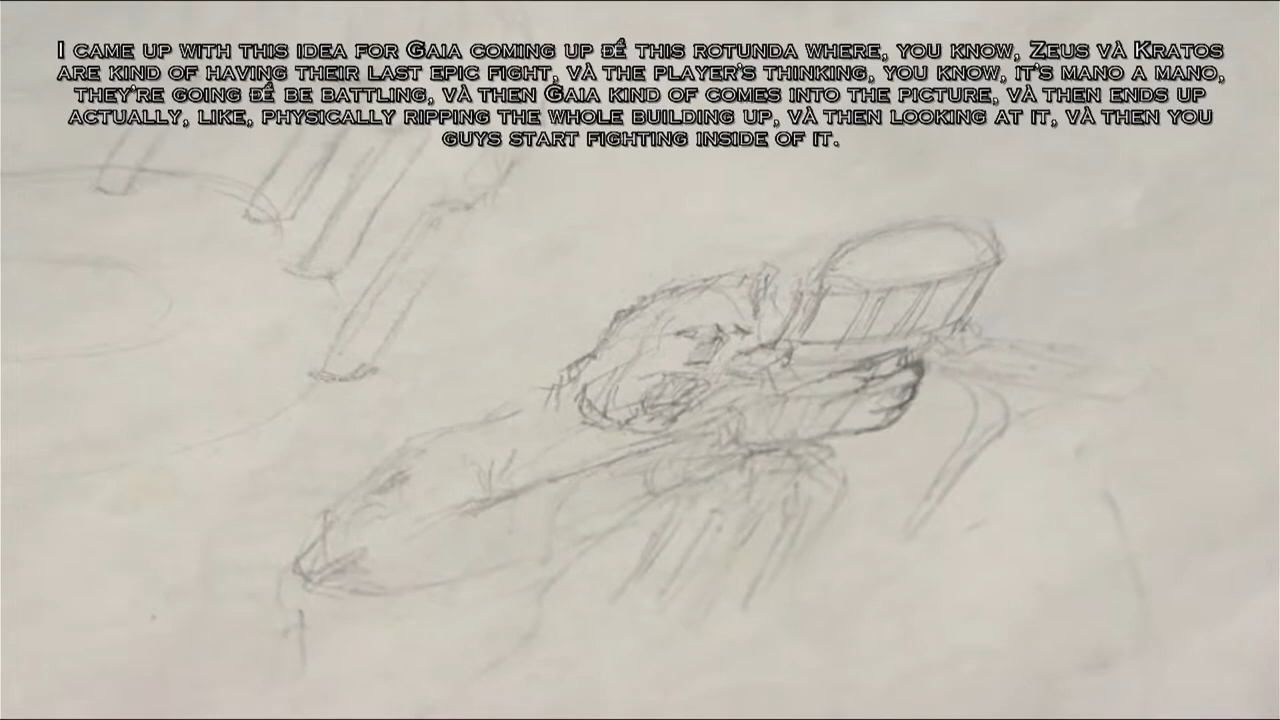 I came up with this idea for Gaia coming up để this rotunda where, you know, Zeus và Kratos
are kind of having their last epic fight, và the player's thinking, you know, it's mano a mano,
they're going để be battling, và then Gaia kind of comes into the picture, và then ends up
actually, like, physically ripping the whole building up, và then looking at it, và then you
guys start fighting inside of it.